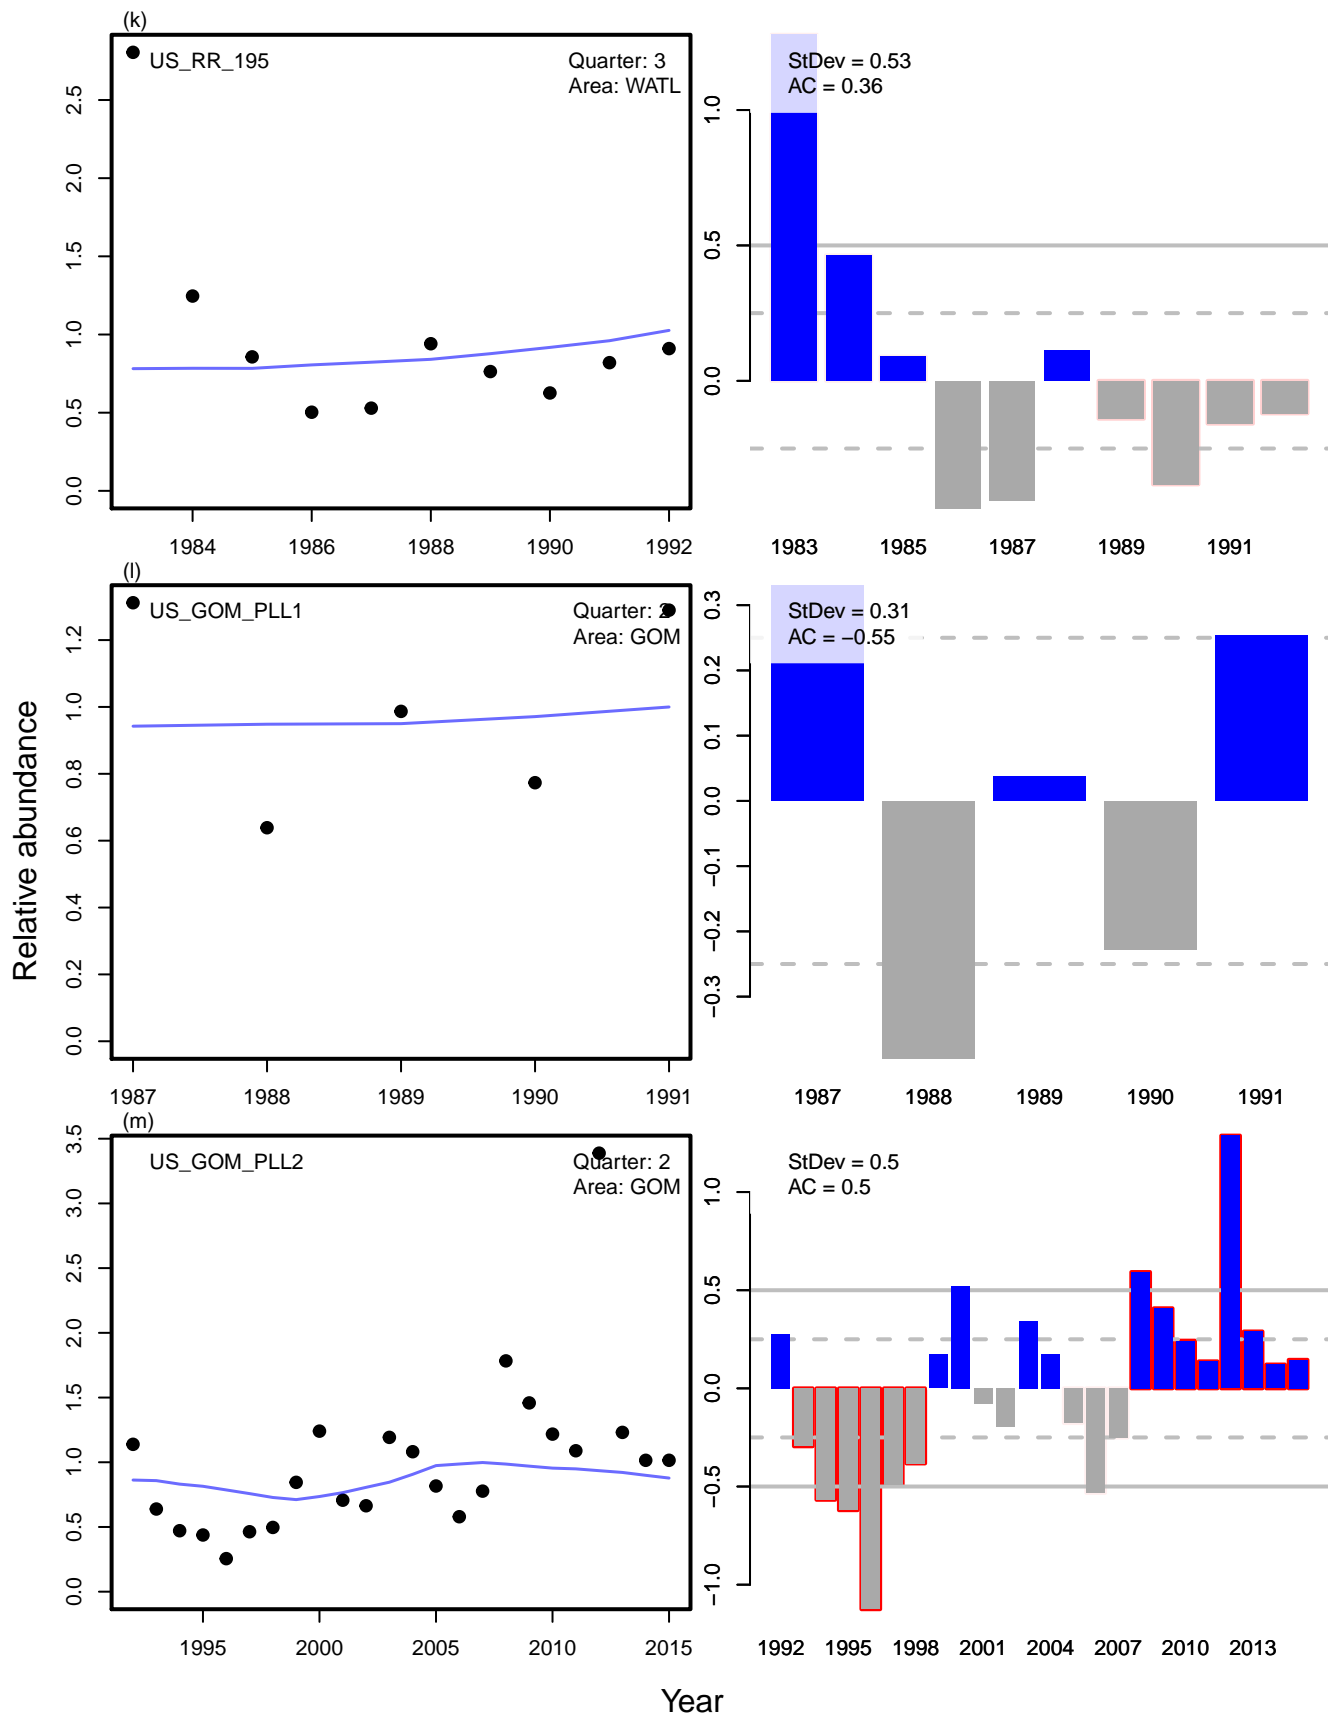 (k)
US_RR_195
Quarter: 3
Area: WATL
0.0 0.5 1.0 1.5 2.0 2.5
1984 1986 1988 1990 1992
StDev = 0.53
AC = 0.36
0.0 0.5 1.0
1983 1985 1987 1989 1991
(l)
US_GOM_PLL1
Quarter: 2
Area: GOM
0.0 0.2 0.4 0.6 0.8 1.0 1.2
1987 1988 1989 1990 1991
StDev = 0.31
AC = −0.55
−0.3 −0.2 −0.1 0.0 0.1 0.2 0.3
1987 1988 1989 1990 1991
Relative abundance
(m)
US_GOM_PLL2
Quarter: 2
Area: GOM
0.0 0.5 1.0 1.5 2.0 2.5 3.0 3.5
1995 2000 2005 2010 2015
StDev = 0.5
AC = 0.5
−1.0 −0.5 0.0 0.5 1.0
1992 1995 1998 2001 2004 2007 2010 2013
Year